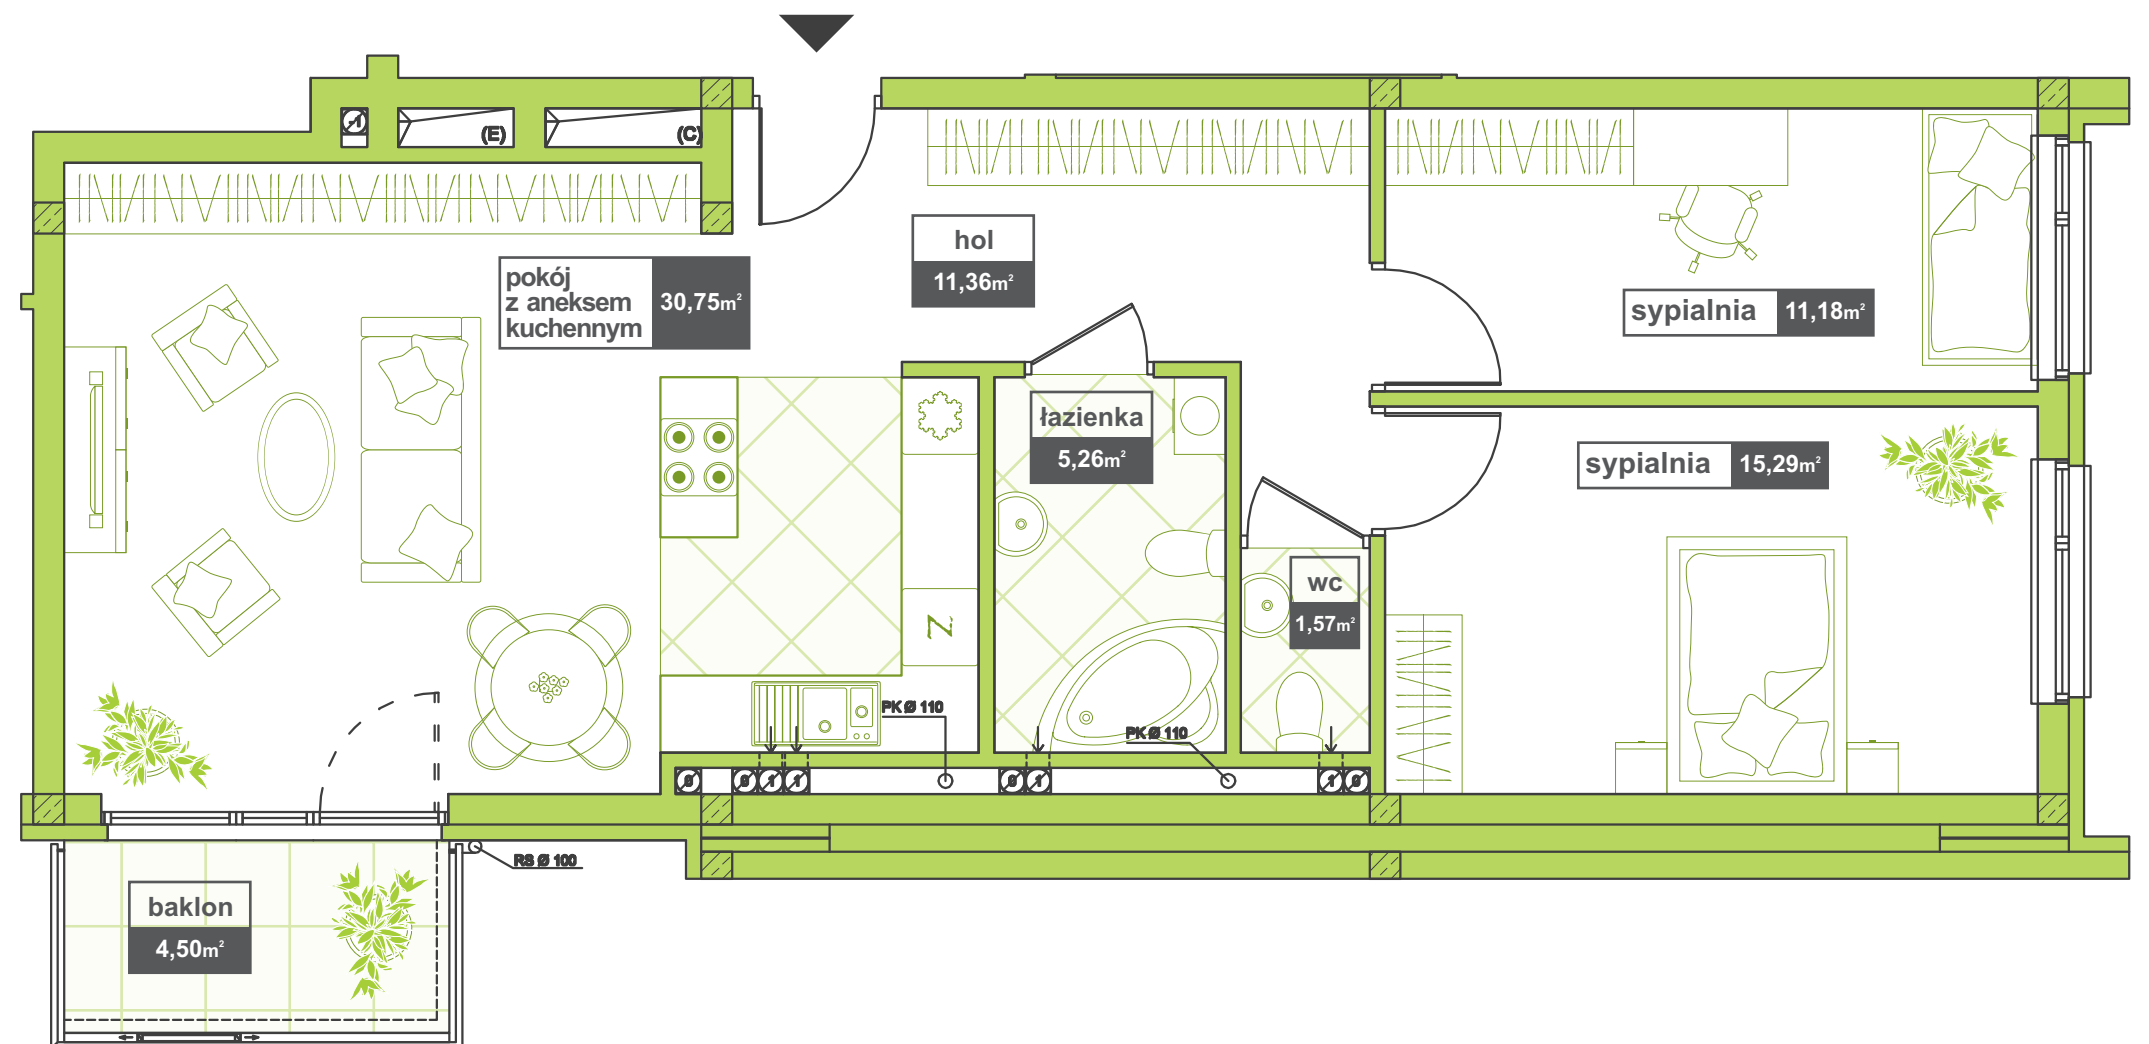 (E)
(C)
hol
11,36m²
pokój
z aneksem
kuchennym
30,75m²
sypialnia 11,18m²
łazienka
5,26m²
sypialnia 15,29m²
wc
1,57m²
Z
PK Ø 110
PK Ø 110
RS Ø 100
baklon
4,50m²